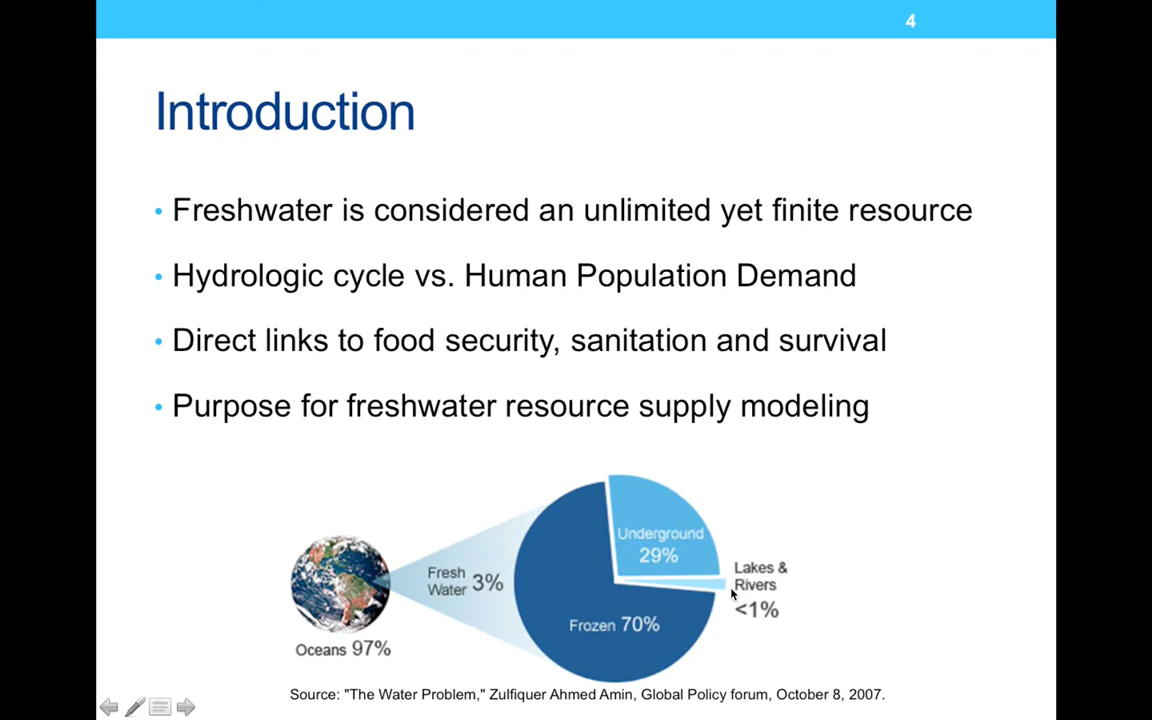 4
Introduction
• Freshwater is considered an unlimited yet finite resource
• Hydrologic cycle vs. Human Population Demand
• Direct links to food security, sanitation and survival
• Purpose for freshwater resource supply modeling
Underground
29%
Lakes &
Rivers
<1%
Fresh
Water 3%
Frozen 70%
Oceans 97%
Source: "The Water Problem," Zulfiquer Ahmed Amin, Global Policy forum, October 8, 2007.